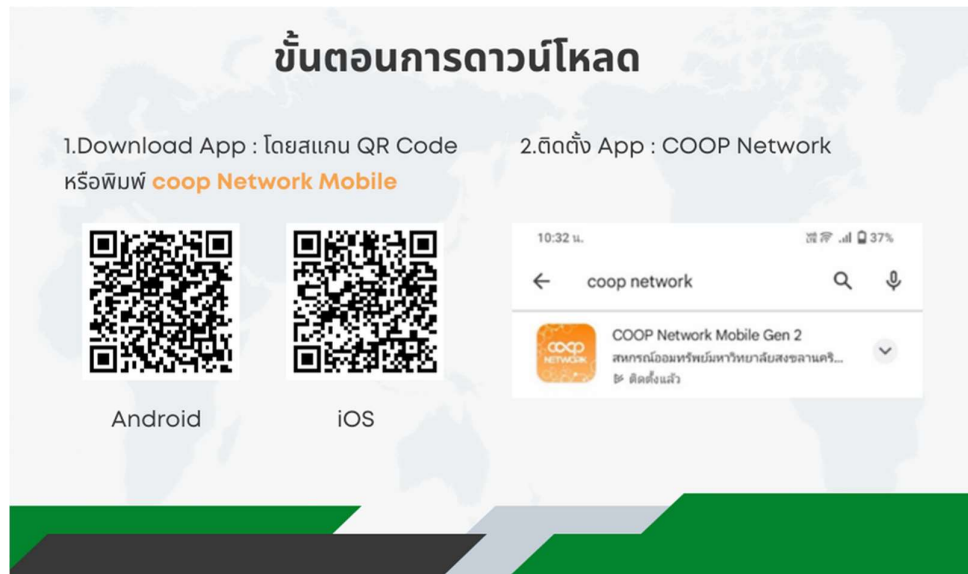 ขั้นตอนการดาวน์โหลด
1.Download App : โดยสแกน QR Code
หรือพิมพ์ coop Network Mobile
Android
iOS
2.ติดตั้ง App : COOP Network
10:32 น.
37%
coop network
coop
NETWORK
COOP Network Mobile Gen 2
สหกรณ์ออมทรัพย์มหาวิทยาลัยสงขลานคริ...
ติดตั้งแล้ว